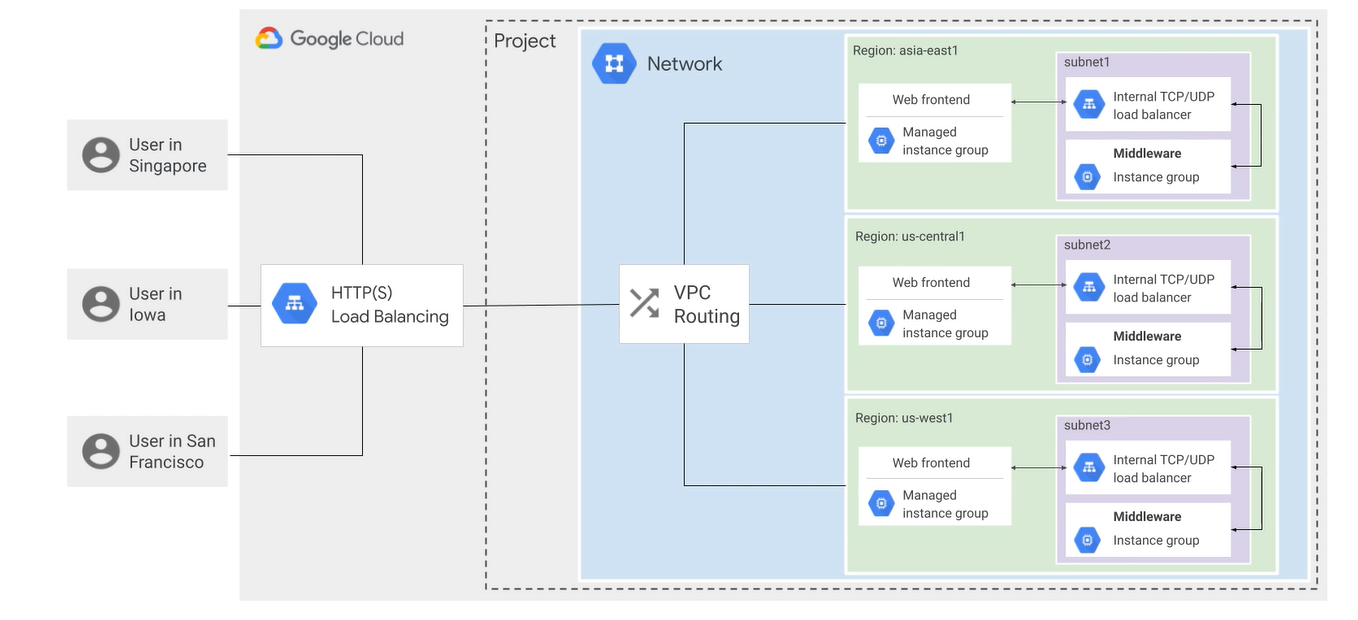 Google Cloud
Project
Network
User in
Singapore
User in
Iowa
User in San
Francisco
HTTP(S)
Load Balancing
VPC
Routing
Region: asia-east1
Web frontend
Managed
instance group
subnet1
Internal TCP/UDP
load balancer
Middleware
Instance group
Region: us-central1
Web frontend
Managed
instance group
subnet2
Internal TCP/UDP
load balancer
Middleware
Instance group
Region: us-west1
Web frontend
Managed
instance group
subnet3
Internal TCP/UDP
load balancer
Middleware
Instance group